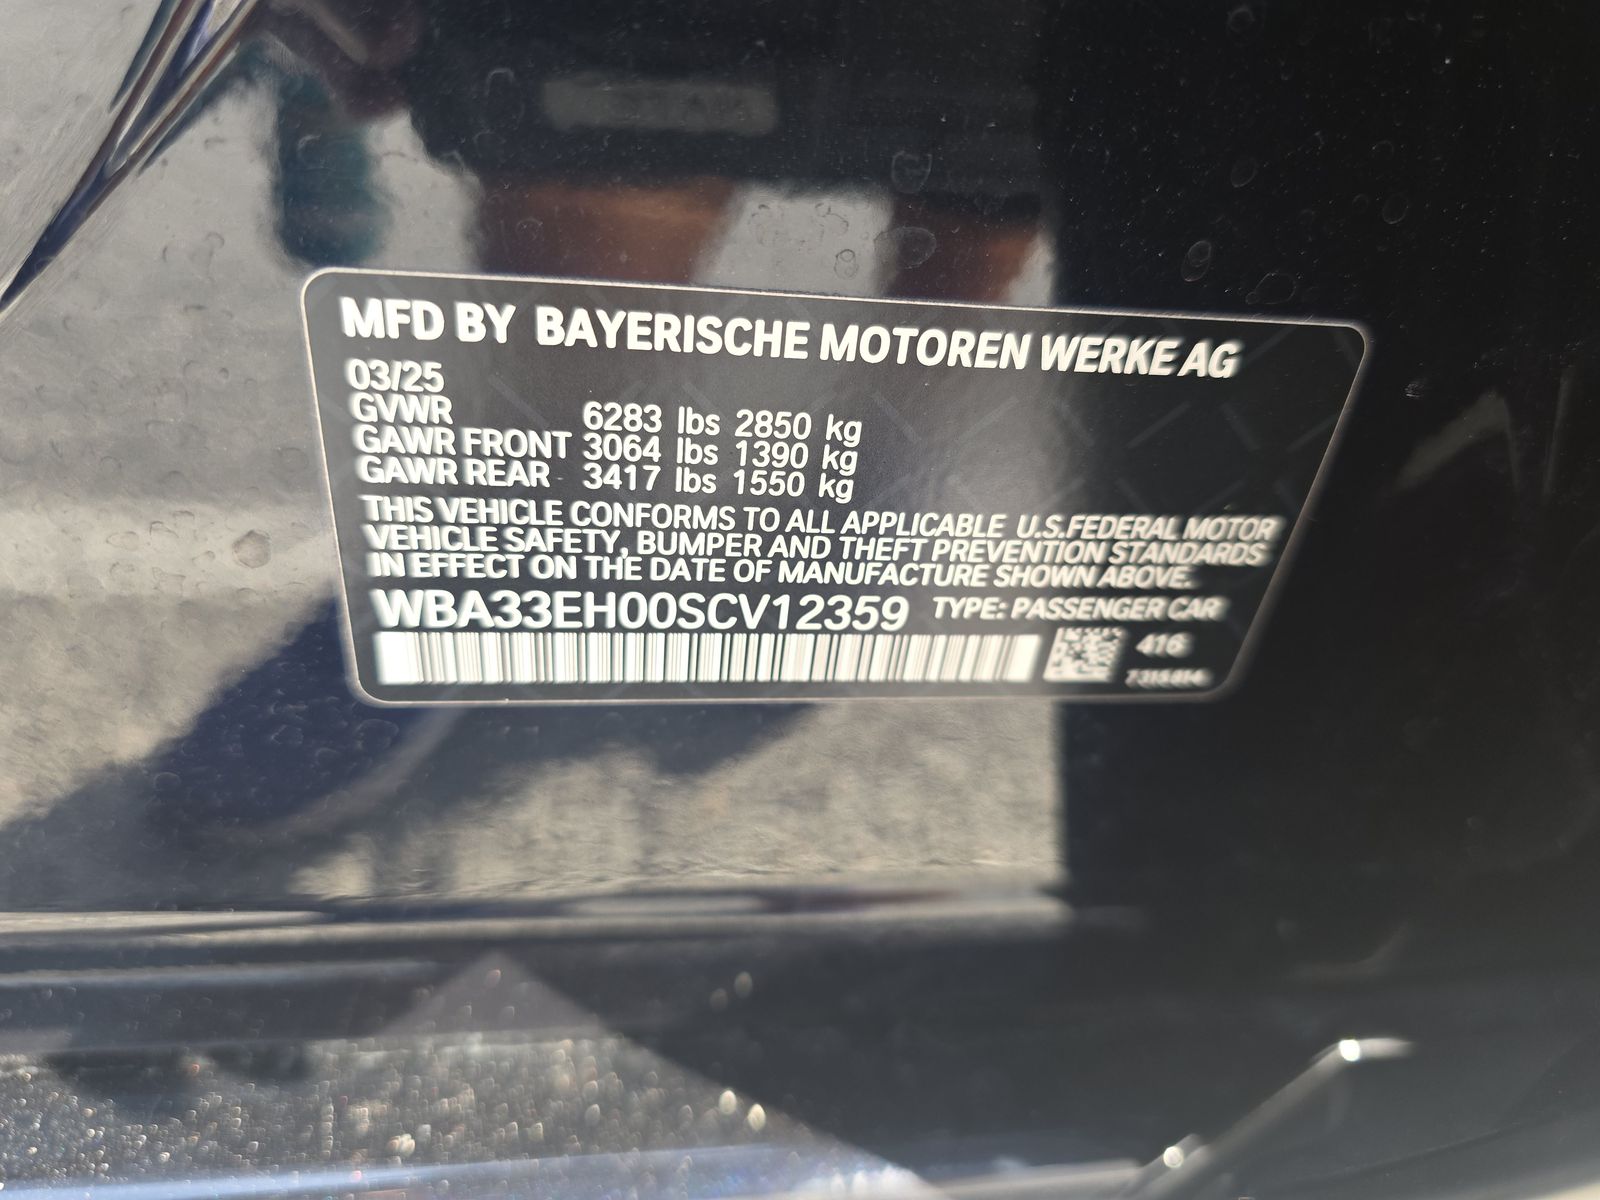 MFD BY BAYERISCHE MOTOREN WERKE AG
03/25
GVWR 6283 lbs 2850 kg
GAWR FRONT 3064 lbs 1390 kg
GAWR REAR 3417 lbs 1550 kg
THIS VEHICLE CONFORMS TO ALL APPLICABLE U.S.FEDERAL MOTOR
VEHICLE SAFETY, BUMPER AND THEFT PREVENTION STANDARDS
IN EFFECT ON THE DATE OF MANUFACTURE SHOWN ABOVE.
WBA33EH00SCV12359 TYPE: PASSENGER CAR
416